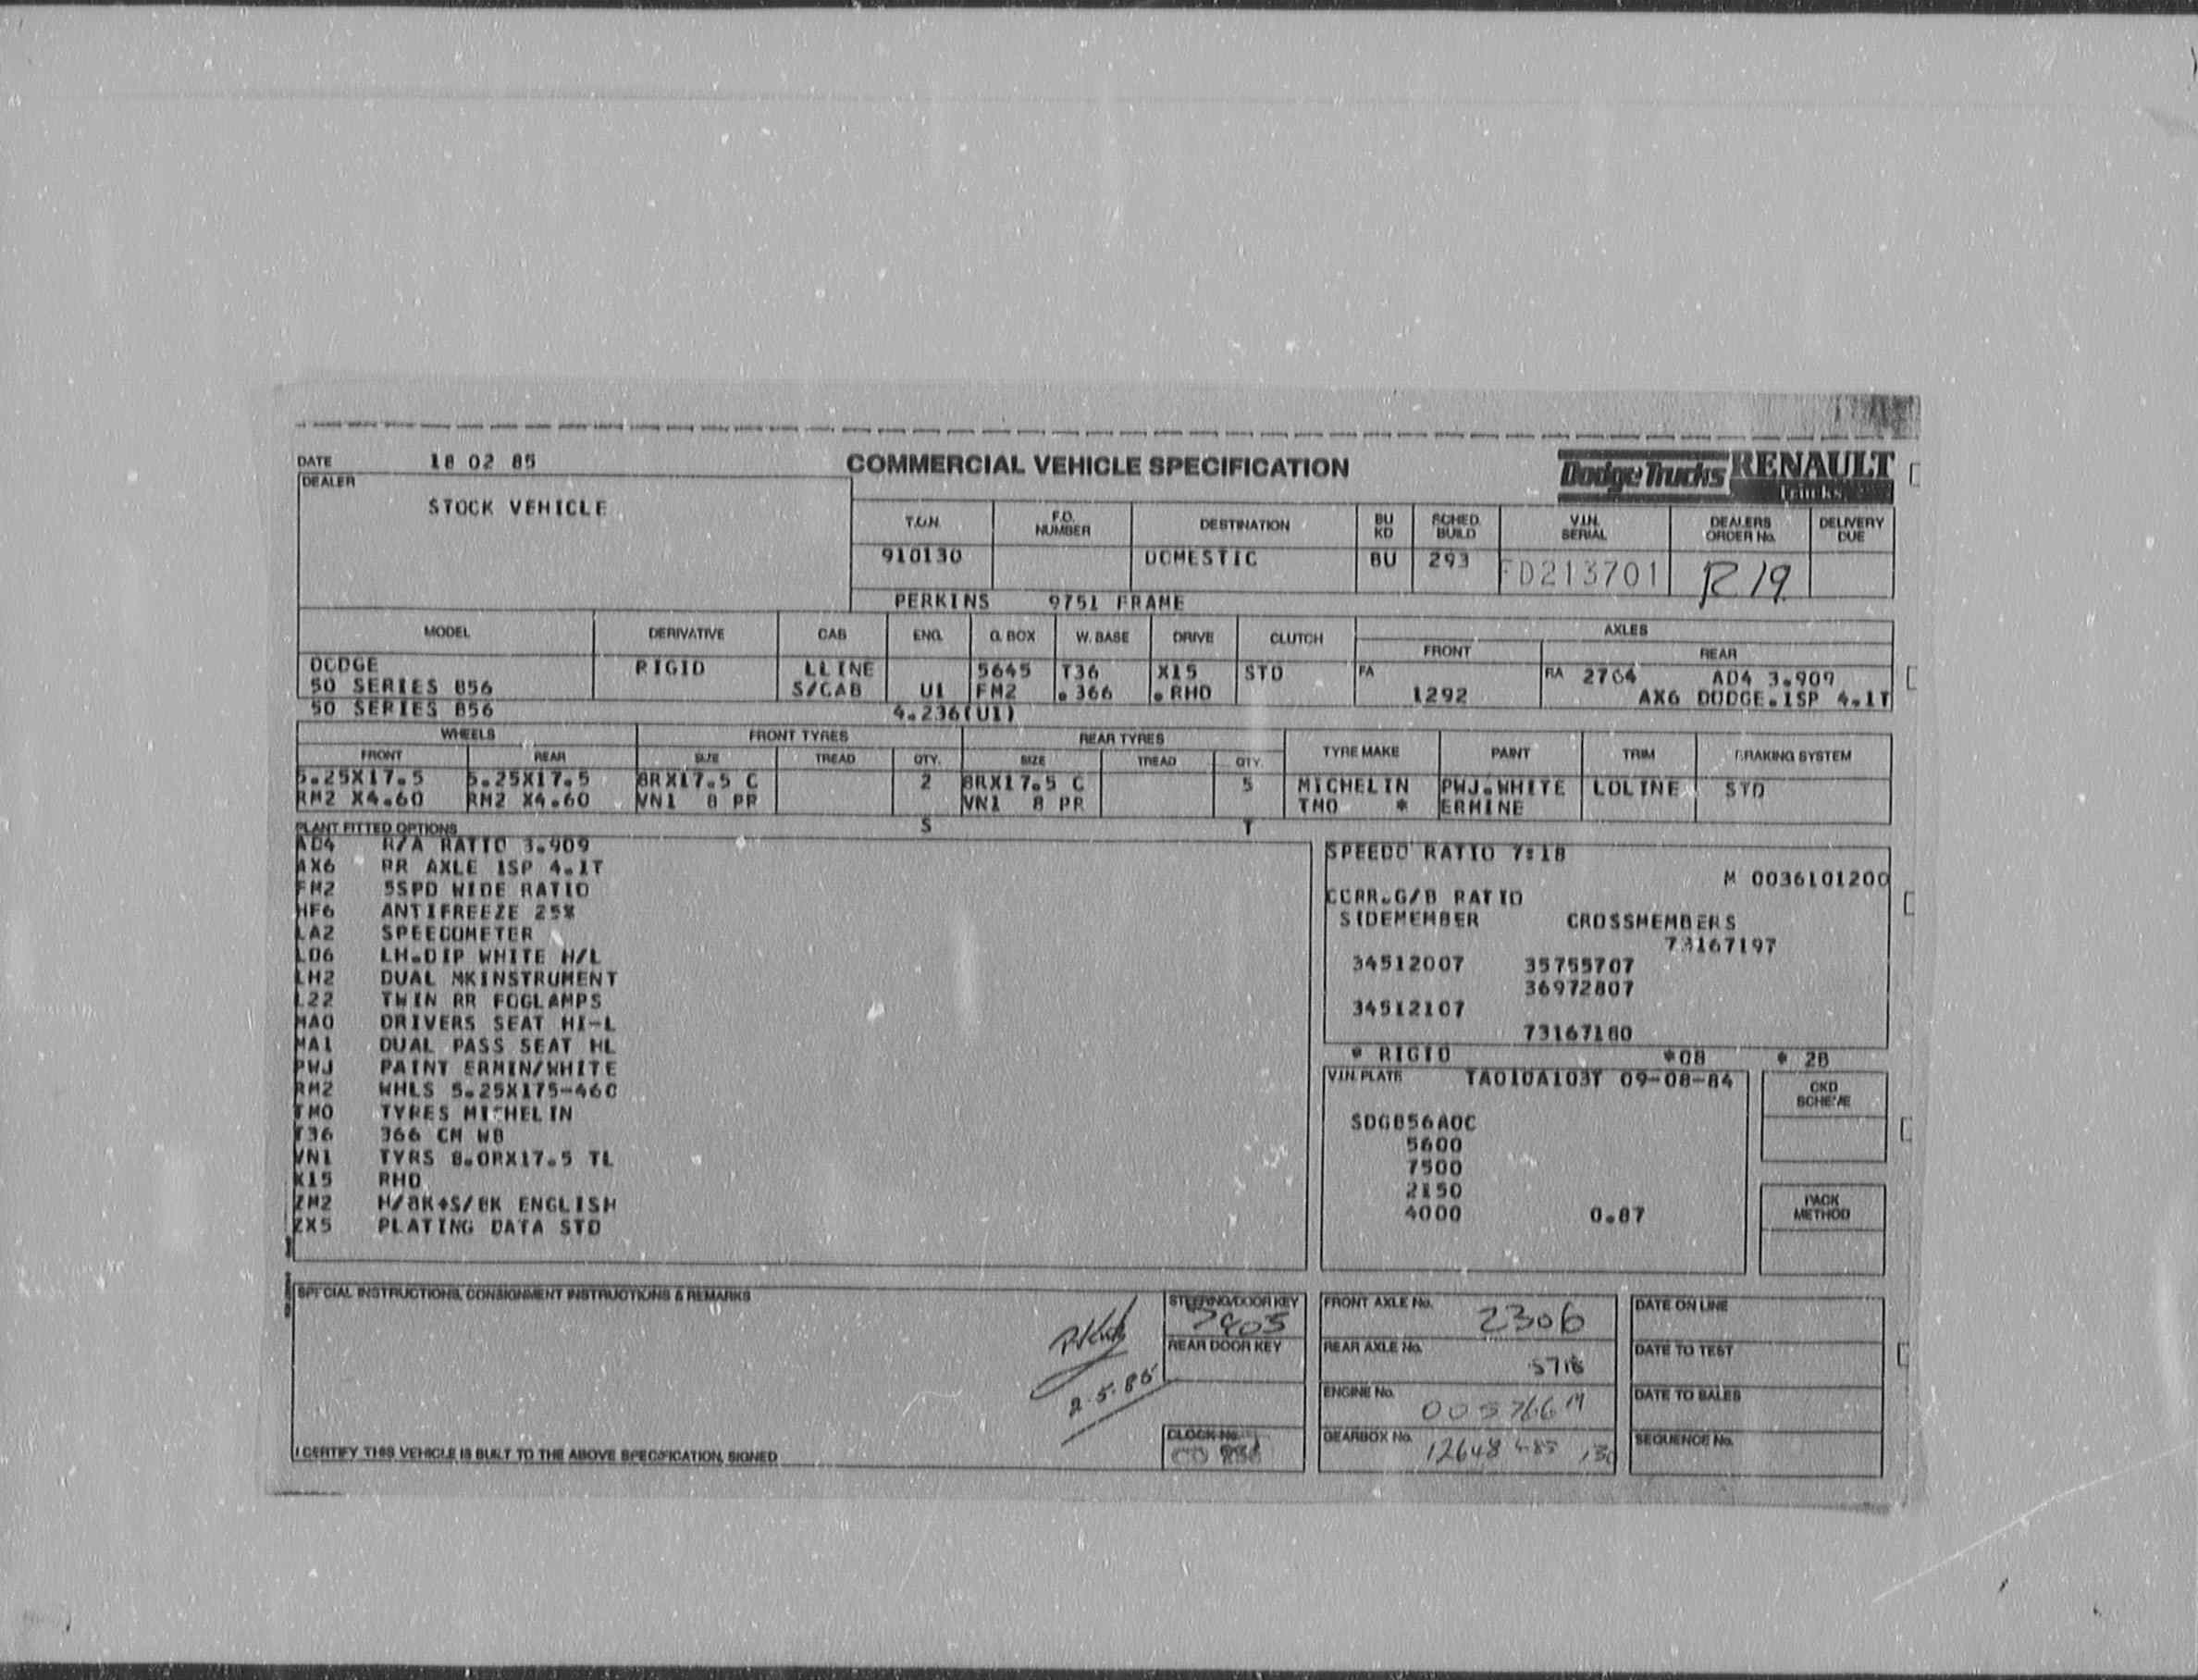 DATE 18 02 85 COMMERCIAL VEHICLE SPECIFICATION Dodge Trucks RENAULT Trucks
DEALER
STOCK VEHICLE
T.O.N. F.O. NUMBER DESTINATION BU KD SCHED. BUILD V.I.N. SERIAL DEALERS ORDER No. DELIVERY DUE
910130 DOMESTIC BU 293 FD213701 R19
PERKINS 9751 FRAME
MODEL DERIVATIVE CAB ENG. G. BOX W. BASE DRIVE CLUTCH AXLES
FRONT REAR
DODGE RIGID LLINE 5645 T36 X15 STD FA RA 2764 AD4 3.909
50 SERIES B56 S/CAB U1 FM2 .366 .RHD 1292 AX6 DODGE.1SP 4.1T
50 SERIES B56 4.236(U1)
WHEELS FRONT TYRES REAR TYRES TYRE MAKE PAINT TRIM BRAKING SYSTEM
FRONT REAR SIZE TREAD QTY. SIZE TREAD QTY.
5.25X17.5 5.25X17.5 8RX17.5 C 2 8RX17.5 C 5 MICHELIN PWJ.WHITE LOLINE STD
RM2 X4.60 RM2 X4.60 VN1 8 PR VN1 8 PR TMO * ERMINE
S T
PLANT FITTED OPTIONS
AD4 R/A RATIO 3.909
AX6 RR AXLE 1SP 4.1T
FM2 5SPD WIDE RATIO
HF6 ANTIFREEZE 25%
LA2 SPEEDOMETER
LD6 LH.DIP WHITE H/L
LH2 DUAL MKINSTRUMENT
L22 TWIN RR FOGLAMPS
MA0 DRIVERS SEAT HI-L
MA1 DUAL PASS SEAT HL
PWJ PAINT ERMIN/WHITE
RM2 WHLS 5.25X175-460
TMO TYRES MICHELIN
T36 366 CM WB
VN1 TYRS 8.0RX17.5 TL
X15 RHD
ZM2 H/BK+S/BK ENGLISH
ZX5 PLATING DATA STD
SPEEDO RATIO 7:18
M 0036101200
CORR.G/B RATIO
SIDEMEMBER CROSSMEMBERS
73167197
34512007 35755707
36972807
34512107
73167180
* RIGID *08 * 28
V.I.N. PLATE TA010A103T 09-08-84
SDGB56A0C
5600
7500
2150
4000 0.87
CKD SCHEME
PACK METHOD
SPECIAL INSTRUCTIONS, CONSIGNMENT INSTRUCTIONS & REMARKS
2.5.85
I CERTIFY THIS VEHICLE IS BUILT TO THE ABOVE SPECIFICATION, SIGNED
STEERING/DOOR KEY
REAR DOOR KEY
CLOCK No.
FRONT AXLE No. 2306
REAR AXLE No. 5718
ENGINE No.
GEARBOX No. 12648
DATE ON LINE
DATE TO TEST
DATE TO SALES
SEQUENCE No.